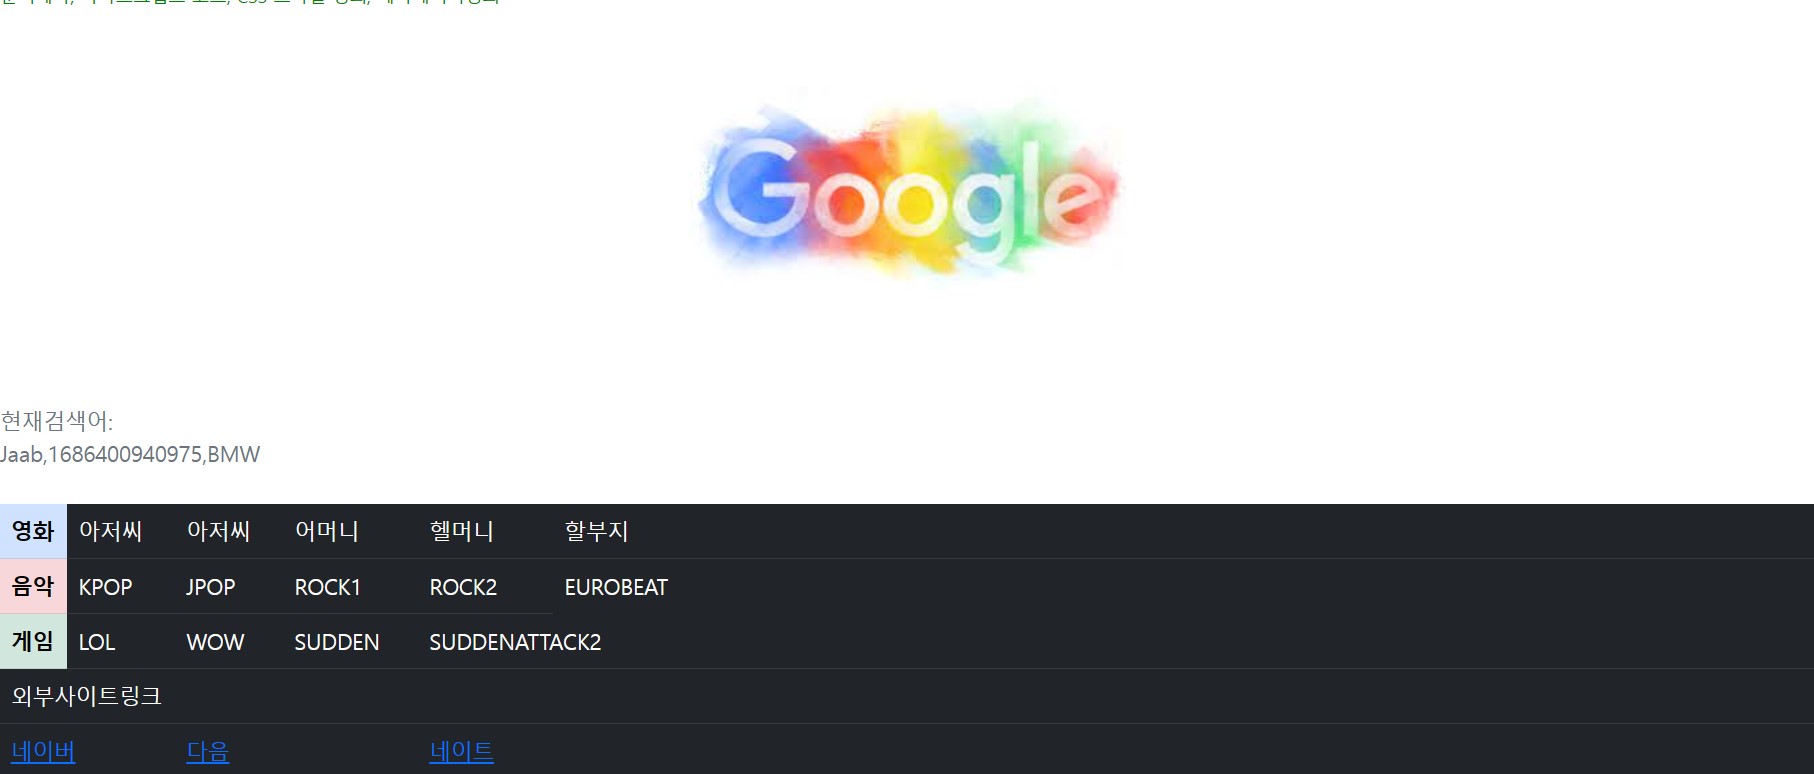 Google
현재검색어:
Jaab,1686400940975,BMW
영화 아저씨 아저씨 어머니 헬머니 할부지
음악 KPOP JPOP ROCK1 ROCK2 EUROBEAT
게임 LOL WOW SUDDEN SUDDENATTACK2
외부사이트링크
네이버 다음 네이트